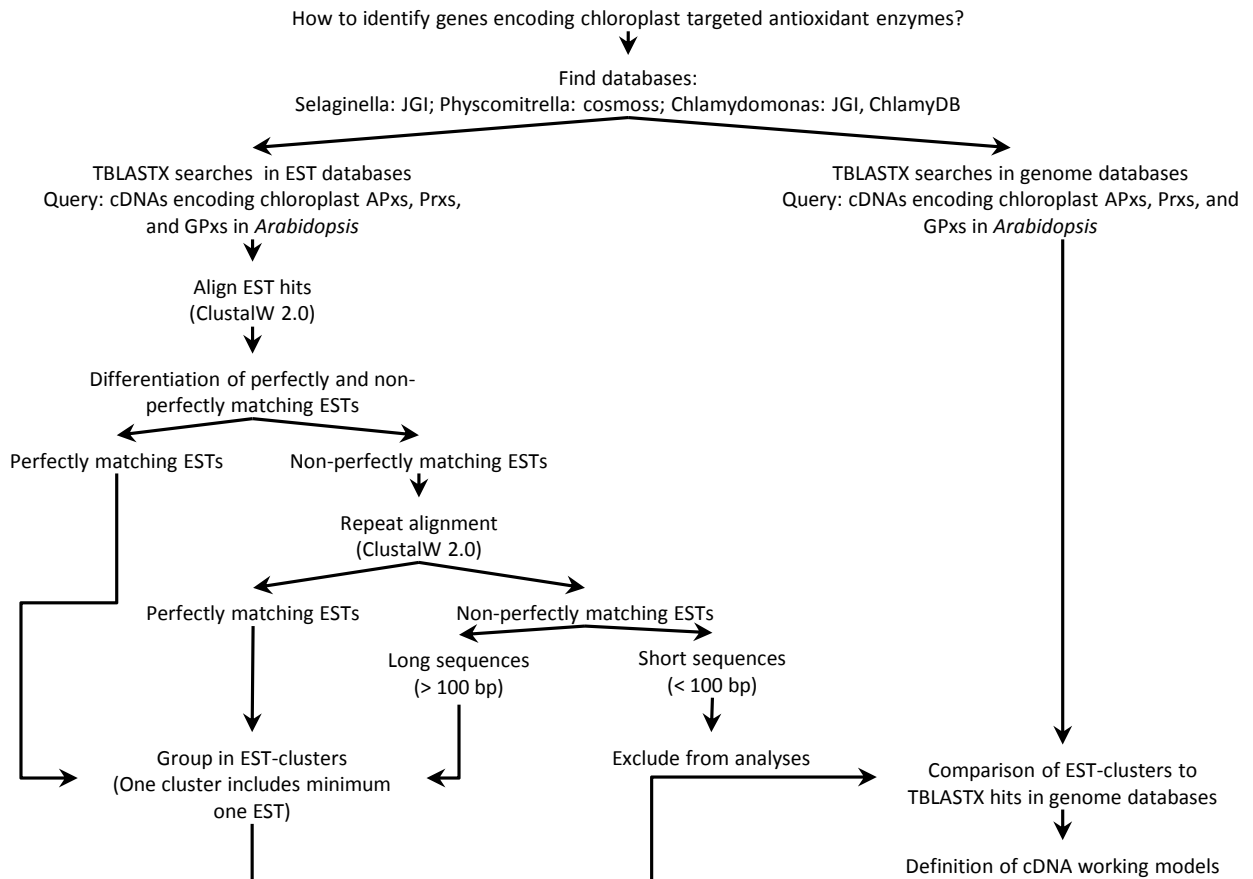 How to identify genes encoding chloroplast targeted antioxidant enzymes?
Find databases:
Selaginella: JGI; Physcomitrella: cosmoss; Chlamydomonas: JGI, ChlamyDB
TBLASTX searches in EST databases
Query: cDNAs encoding chloroplast APxs, Prxs,
and GPxs in Arabidopsis
TBLASTX searches in genome databases
Query: cDNAs encoding chloroplast APxs, Prxs, and
GPxs in Arabidopsis
Align EST hits
(ClustalW 2.0)
Differentiation of perfectly and non-
perfectly matching ESTs
Perfectly matching ESTs
Non-perfectly matching ESTs
Repeat alignment
(ClustalW 2.0)
Perfectly matching ESTs
Non-perfectly matching ESTs
Long sequences
(> 100 bp)
Short sequences
(< 100 bp)
Group in EST-clusters
(One cluster includes minimum
one EST)
Exclude from analyses
Comparison of EST-clusters to
TBLASTX hits in genome databases
Definition of cDNA working models